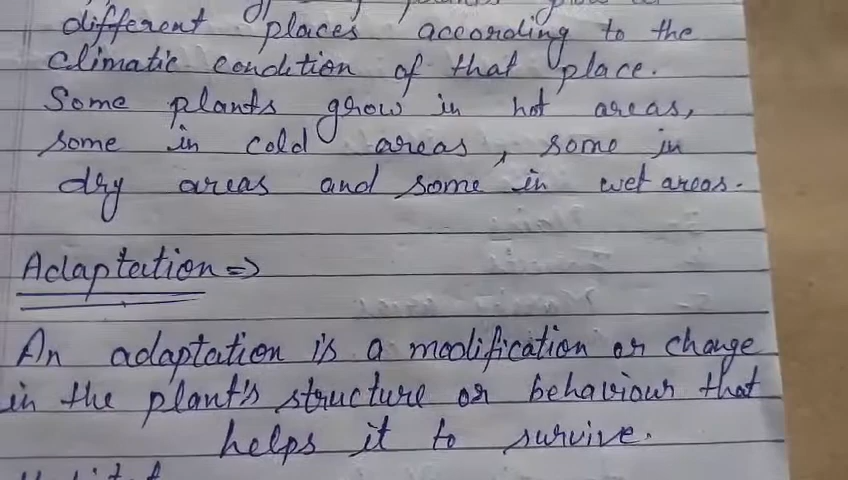 different places according to the
climatic condition of that place.
Some plants grow in hot areas,
some in cold areas, some in
dry areas and some in wet areas.
Adaptation =>
An adaptation is a modification or change
in the plant's structure or behaviour that
helps it to survive.